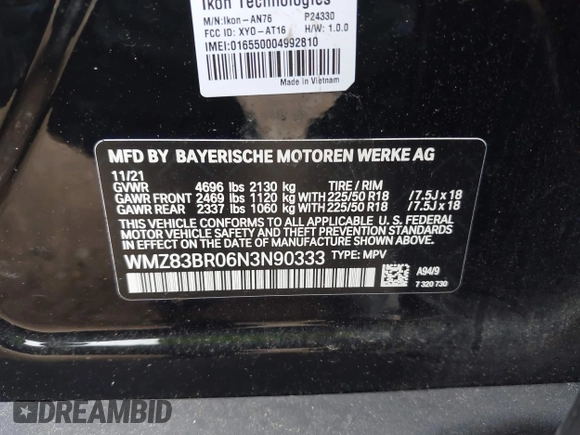 Ikon Technologies
M/N:Ikon-AN76 P24330
FCC ID: XYO-AT16 H/W: 1.0.0
IMEI:016550004992810
Made in Vietnam
MFD BY BAYERISCHE MOTOREN WERKE AG
11/21
GVWR 4696 lbs 2130 kg TIRE / RIM
GAWR FRONT 2469 lbs 1120 kg WITH 225/50 R18 /7.5J x 18
GAWR REAR 2337 lbs 1060 kg WITH 225/50 R18 /7.5J x 18
THIS VEHICLE CONFORMS TO ALL APPLICABLE U. S. FEDERAL
MOTOR VEHICLE SAFETY AND THEFT PREVENTION STANDARDS
IN EFFECT ON THE DATE OF MANUFACTURE SHOWN ABOVE.
WMZ83BR06N3N90333 TYPE: MPV
A94/9
7 320 730
DREAMBID